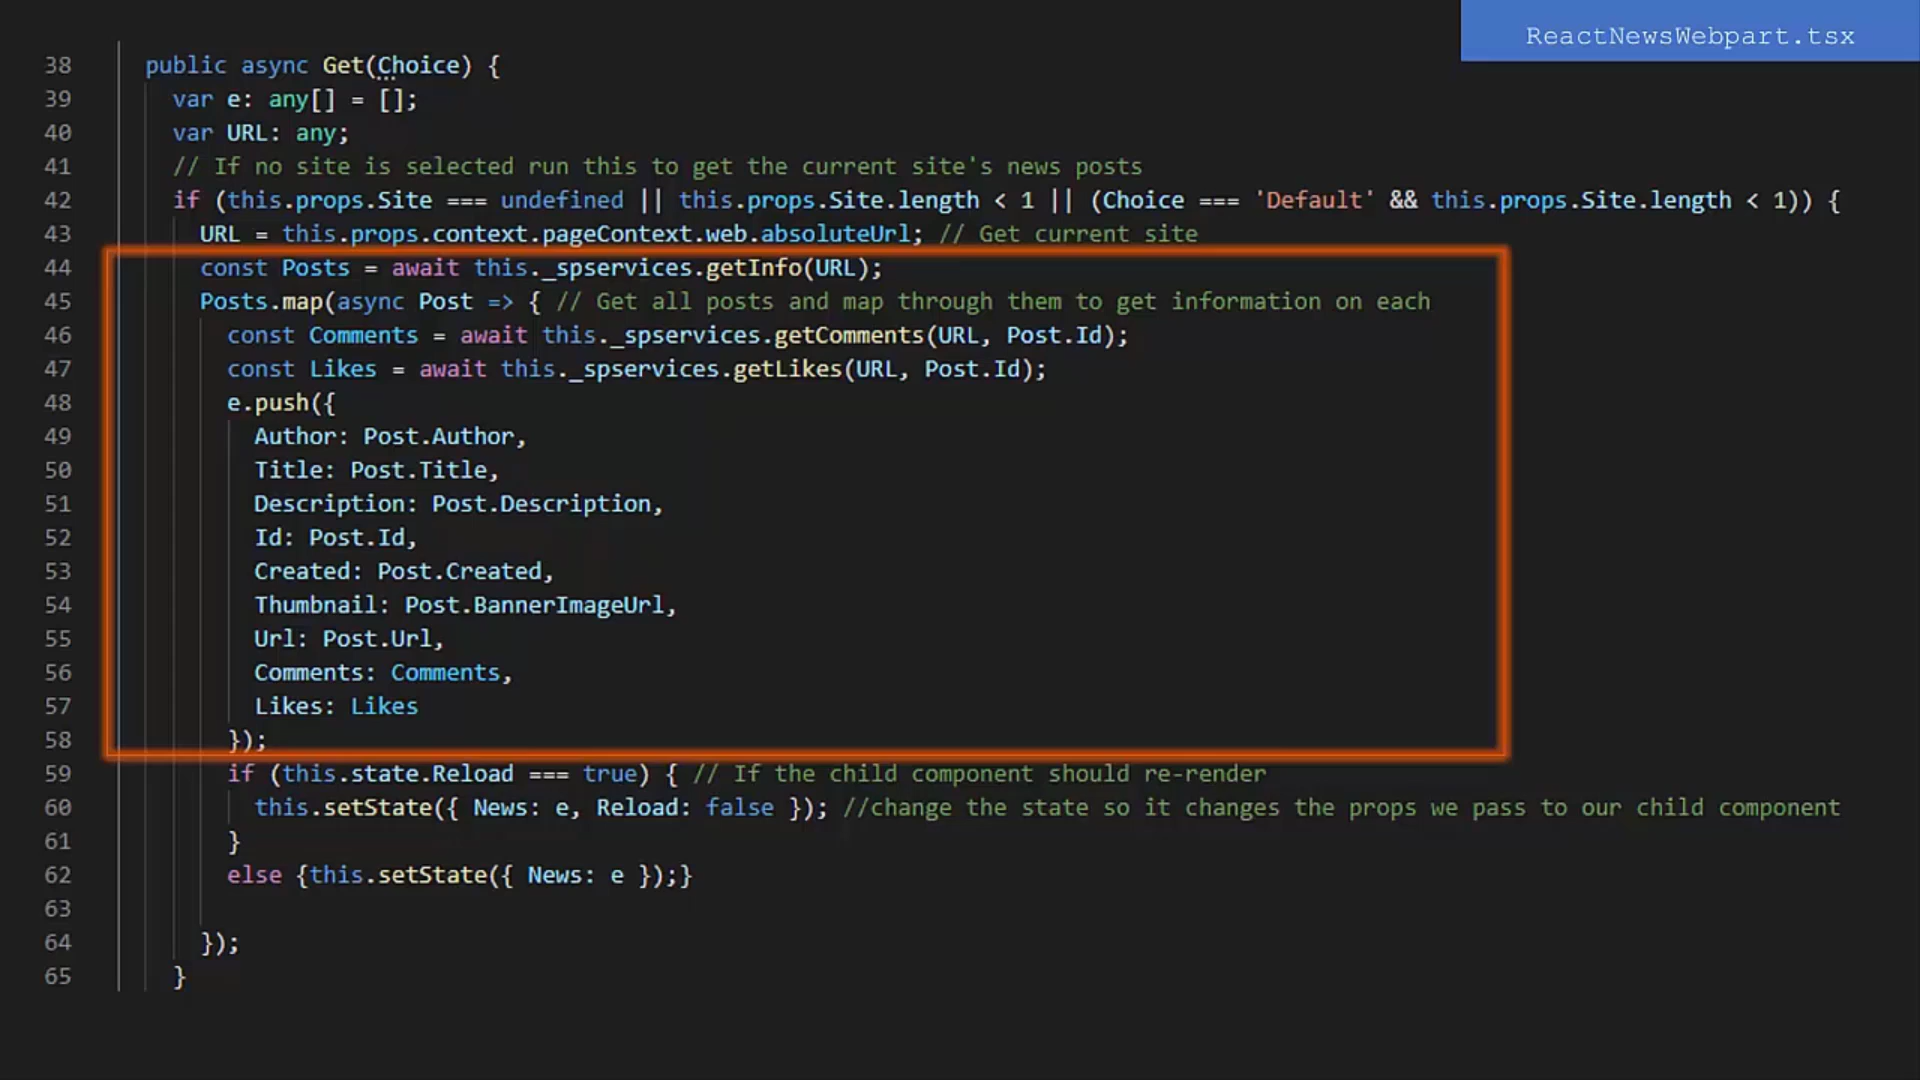 ReactNewsWebpart.tsx
38 public async Get(Choice) {
39 var e: any[] = [];
40 var URL: any;
41 // If no site is selected run this to get the current site's news posts
42 if (this.props.Site === undefined || this.props.Site.length < 1 || (Choice === 'Default' && this.props.Site.length < 1)) {
43 URL = this.props.context.pageContext.web.absoluteUrl; // Get current site
44 const Posts = await this._spservices.getInfo(URL);
45 Posts.map(async Post => { // Get all posts and map through them to get information on each
46 const Comments = await this._spservices.getComments(URL, Post.Id);
47 const Likes = await this._spservices.getLikes(URL, Post.Id);
48 e.push({
49 Author: Post.Author,
50 Title: Post.Title,
51 Description: Post.Description,
52 Id: Post.Id,
53 Created: Post.Created,
54 Thumbnail: Post.BannerImageUrl,
55 Url: Post.Url,
56 Comments: Comments,
57 Likes: Likes
58 });
59 if (this.state.Reload === true) { // If the child component should re-render
60 this.setState({ News: e, Reload: false }); //change the state so it changes the props we pass to our child component
61 }
62 else {this.setState({ News: e });}
63
64 });
65 }